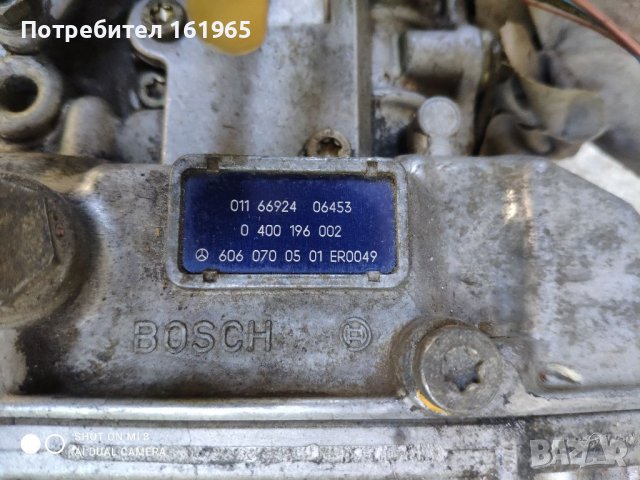 Потребител 161965
011 66924 06453
0 400 196 002
606 070 05 01 ER0049
BOSCH
SHOT ON MI 8
AI DUAL CAMERA
BAZAR